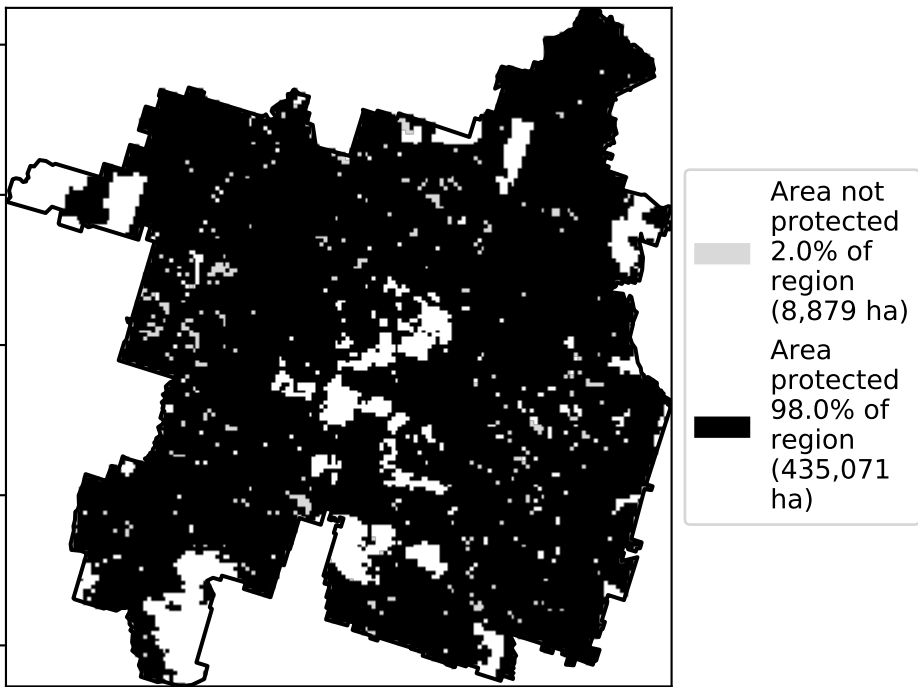 Area not
protected
2.0% of
region
(8,879 ha)
Area
protected
98.0% of
region
(435,071
ha)